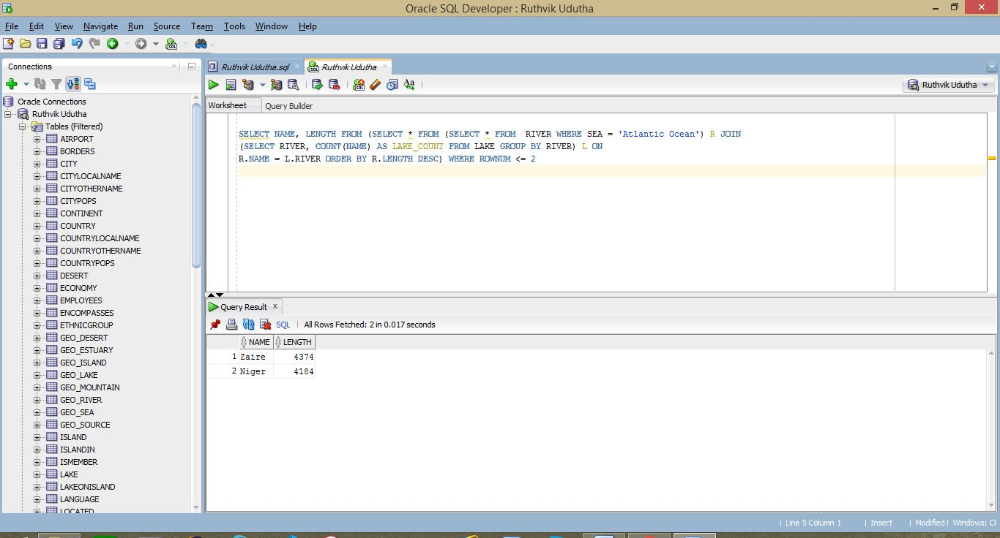 Oracle SQL Developer : Ruthvik Udutha
File Edit View Navigate Run Source Team Tools Window Help
Connections
Oracle Connections
Ruthvik Udutha
Tables (Filtered)
AIRPORT
BORDERS
CITY
CITYLOCALNAME
CITYOTHERNAME
CITYPOPS
CONTINENT
COUNTRY
COUNTRYLOCALNAME
COUNTRYOTHERNAME
COUNTRYPOPS
DESERT
ECONOMY
EMPLOYEES
ENCOMPASSES
ETHNICGROUP
GEO_DESERT
GEO_ESTUARY
GEO_ISLAND
GEO_LAKE
GEO_MOUNTAIN
GEO_RIVER
GEO_SEA
GEO_SOURCE
ISLAND
ISLANDIN
ISMEMBER
LAKE
LAKEONISLAND
LANGUAGE
LOCATED
Ruthvik Udutha.sql Ruthvik Udutha
Ruthvik Udutha
Worksheet Query Builder
SELECT NAME, LENGTH FROM (SELECT * FROM (SELECT * FROM  RIVER WHERE SEA = 'Atlantic Ocean') R JOIN
(SELECT RIVER, COUNT(NAME) AS LAKE_COUNT FROM LAKE GROUP BY RIVER) L ON
R.NAME = L.RIVER ORDER BY R.LENGTH DESC) WHERE ROWNUM <= 2
Query Result x
SQL | All Rows Fetched: 2 in 0.017 seconds
NAME LENGTH
1 Zaire 4374
2 Niger 4184
| Line 5 Column 1 | Insert | Modified | Windows: CF